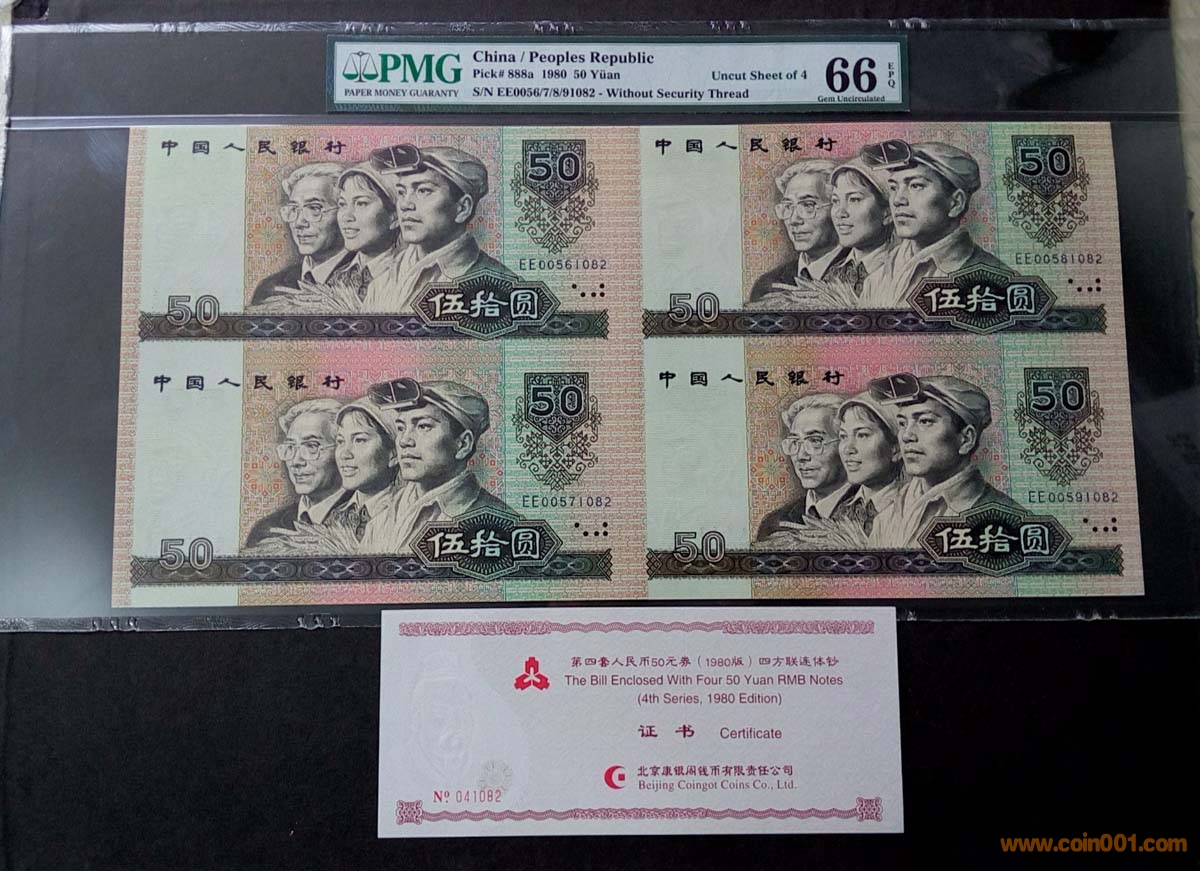 PMG
PAPER MONEY GUARANTY
China / Peoples Republic
Pick# 888a 1980 50 Yüan
Uncut Sheet of 4
S/N EE0056/7/8/91082 - Without Security Thread
66
EPQ
Gem Uncirculated
中国人民银行
50
EE00561082
50
伍拾圆
中国人民银行
50
EE00581082
50
伍拾圆
中国人民银行
50
EE00571082
50
伍拾圆
中国人民银行
50
EE00591082
50
伍拾圆
第四套人民币50元券(1980版)四方联连体钞
The Bill Enclosed With Four 50 Yuan RMB Notes
(4th Series, 1980 Edition)
证书 Certificate
北京康银阁钱币有限责任公司
Beijing Coingot Coins Co., Ltd.
Nº 041082
www.coin001.com